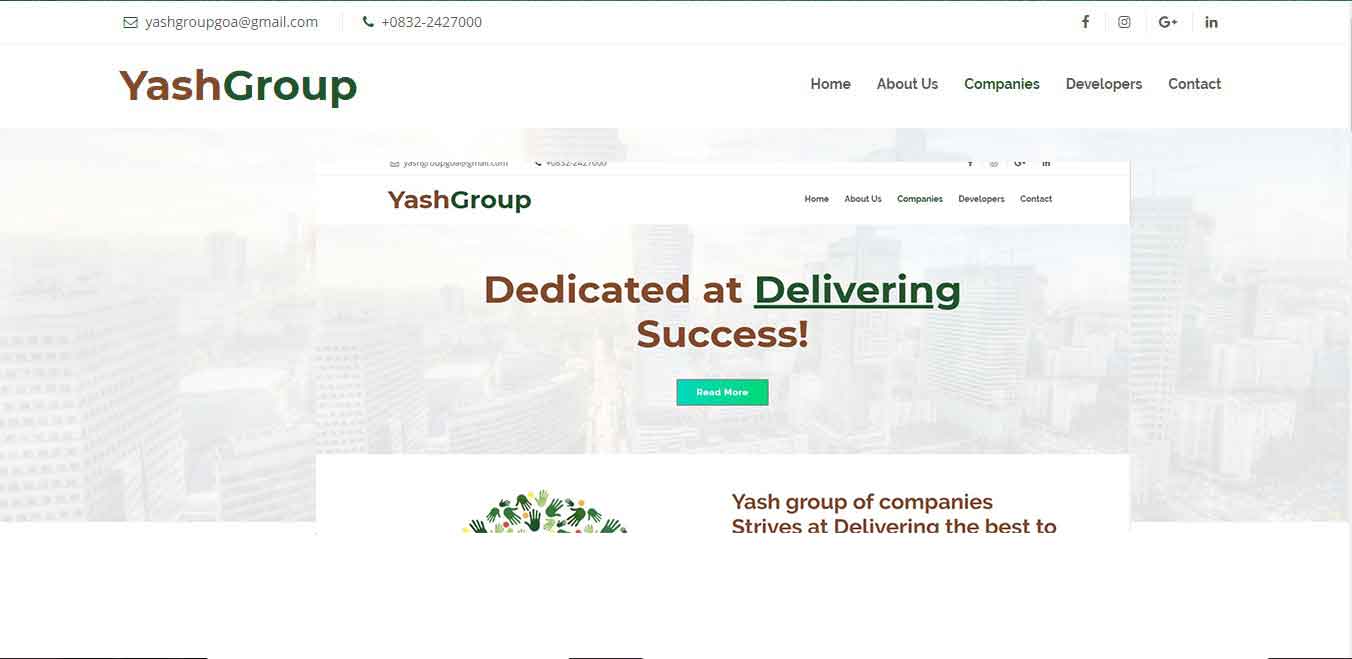 yashgroupgoa@gmail.com +0832-2427000
YashGroup
Home About Us Companies Developers Contact
yashgroupgoa@gmail.com +0832-2427000
YashGroup
Home About Us Companies Developers Contact
Dedicated at Delivering
Success!
Read More
Yash group of companies
Strives at Delivering the best to